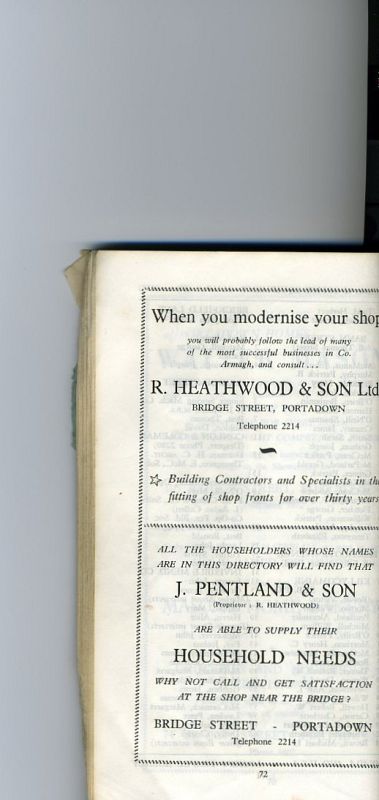 When you modernise your shop
you will probably follow the lead of many
of the most successful businesses in Co.
Armagh, and consult . . .
R. HEATHWOOD & SON Ltd
BRIDGE STREET, PORTADOWN
Telephone 2214
☆ Building Contractors and Specialists in the
fitting of shop fronts for over thirty years
ALL THE HOUSEHOLDERS WHOSE NAMES
ARE IN THIS DIRECTORY WILL FIND THAT
J. PENTLAND & SON
(Proprietor : R. HEATHWOOD)
ARE ABLE TO SUPPLY THEIR
HOUSEHOLD NEEDS
WHY NOT CALL AND GET SATISFACTION
AT THE SHOP NEAR THE BRIDGE ?
BRIDGE STREET - PORTADOWN
Telephone 2214
72